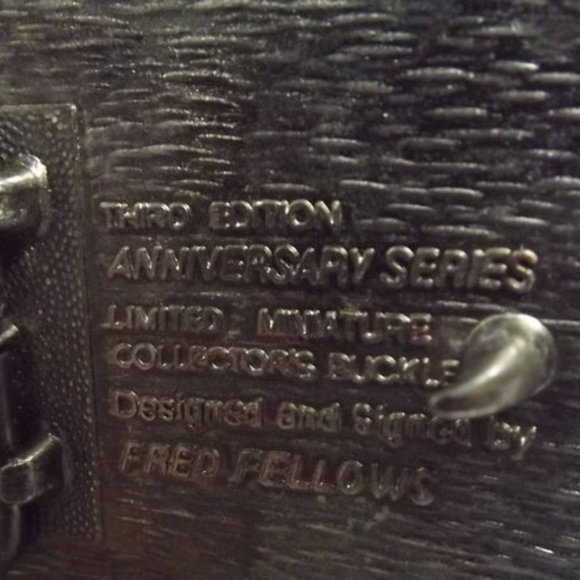 THIRD EDITION
ANNIVERSARY SERIES
LIMITED MINIATURE
COLLECTOR'S BUCKLE
Designed and Signed by
FRED FELLOWS